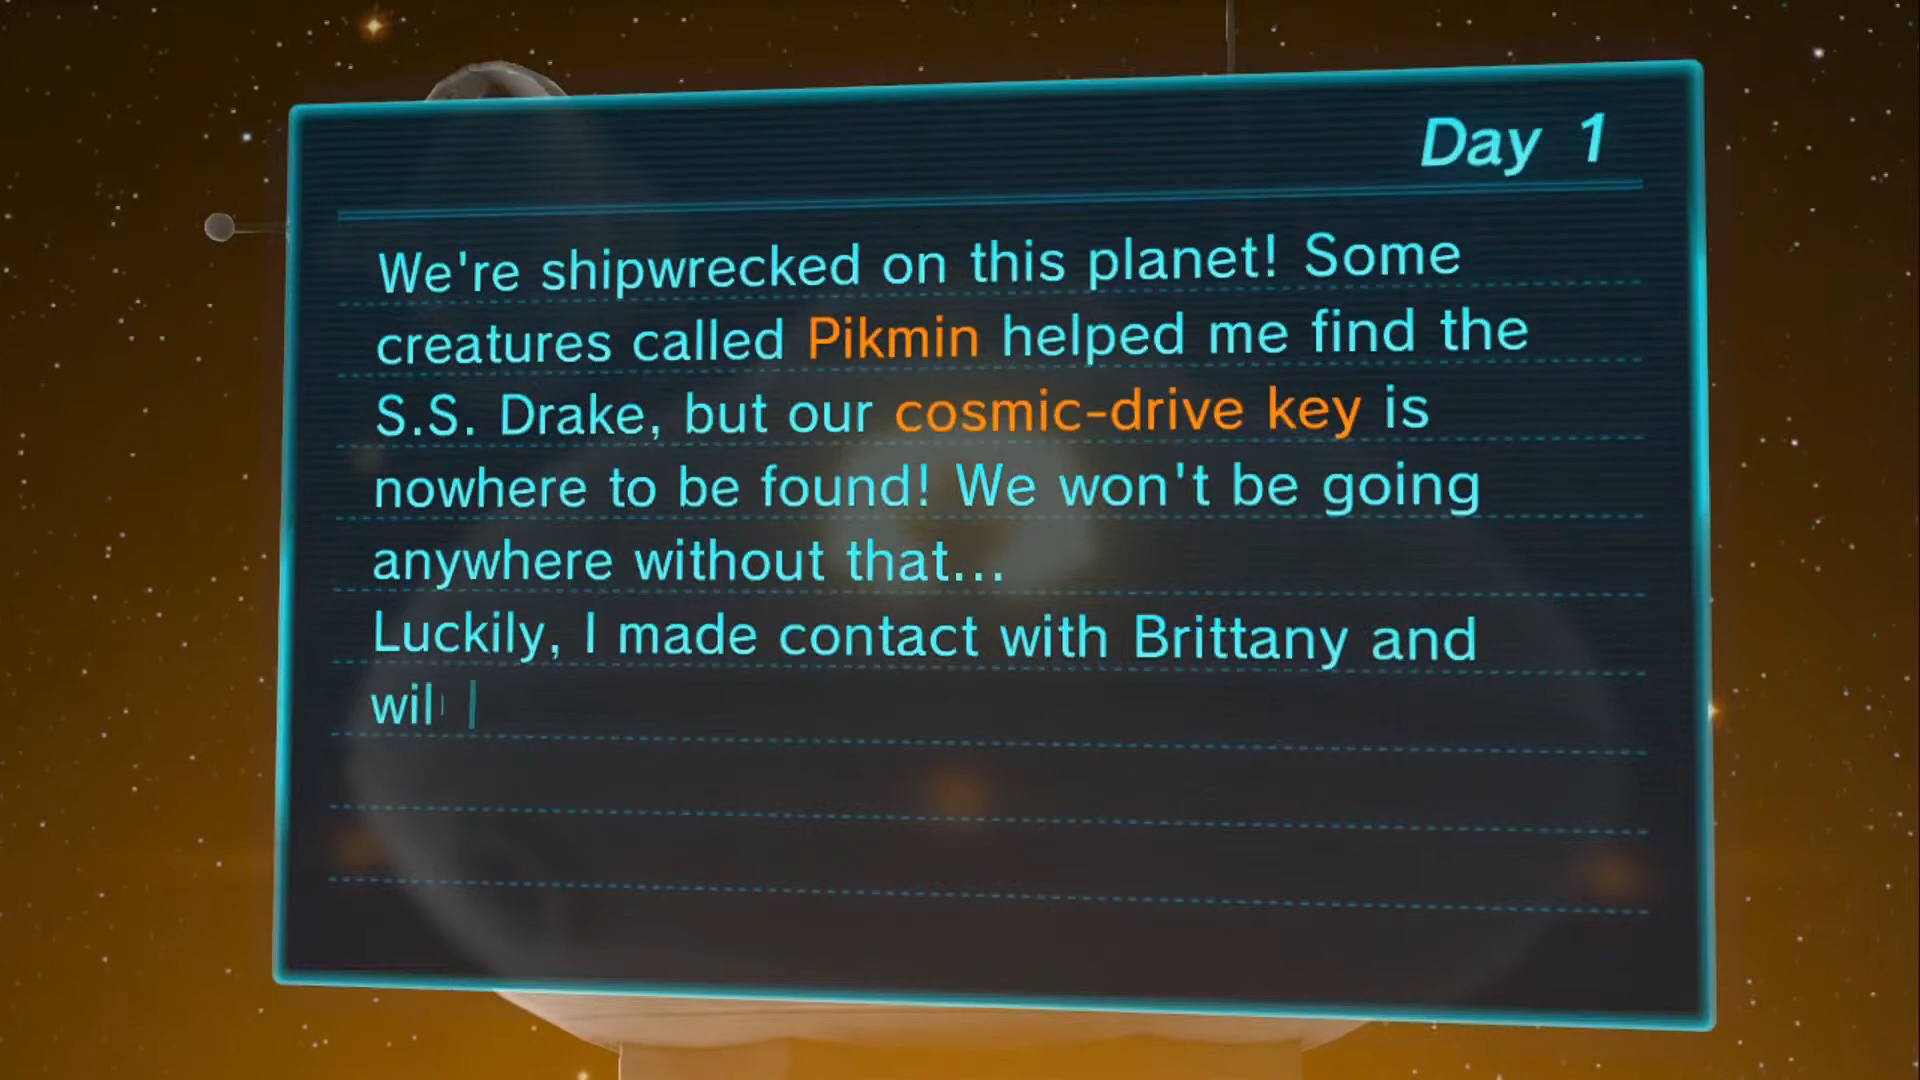 Day 1
We're shipwrecked on this planet! Some
creatures called Pikmin helped me find the
S.S. Drake, but our cosmic-drive key is
nowhere to be found! We won't be going
anywhere without that...
Luckily, I made contact with Brittany and
wil